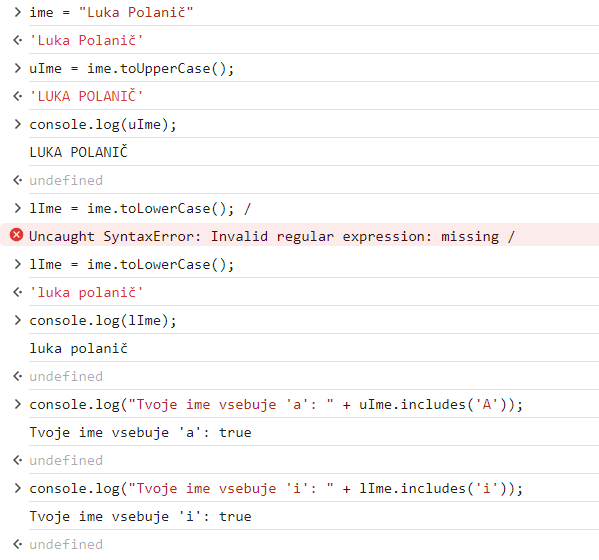 > ime = "Luka Polanič"
< 'Luka Polanič'
> uIme = ime.toUpperCase();
< 'LUKA POLANIČ'
> console.log(uIme);
LUKA POLANIČ
< undefined
> lIme = ime.toLowerCase(); /
Uncaught SyntaxError: Invalid regular expression: missing /
> lIme = ime.toLowerCase();
< 'luka polanič'
> console.log(lIme);
luka polanič
< undefined
> console.log("Tvoje ime vsebuje 'a': " + uIme.includes('A'));
Tvoje ime vsebuje 'a': true
< undefined
> console.log("Tvoje ime vsebuje 'i': " + lIme.includes('i'));
Tvoje ime vsebuje 'i': true
< undefined